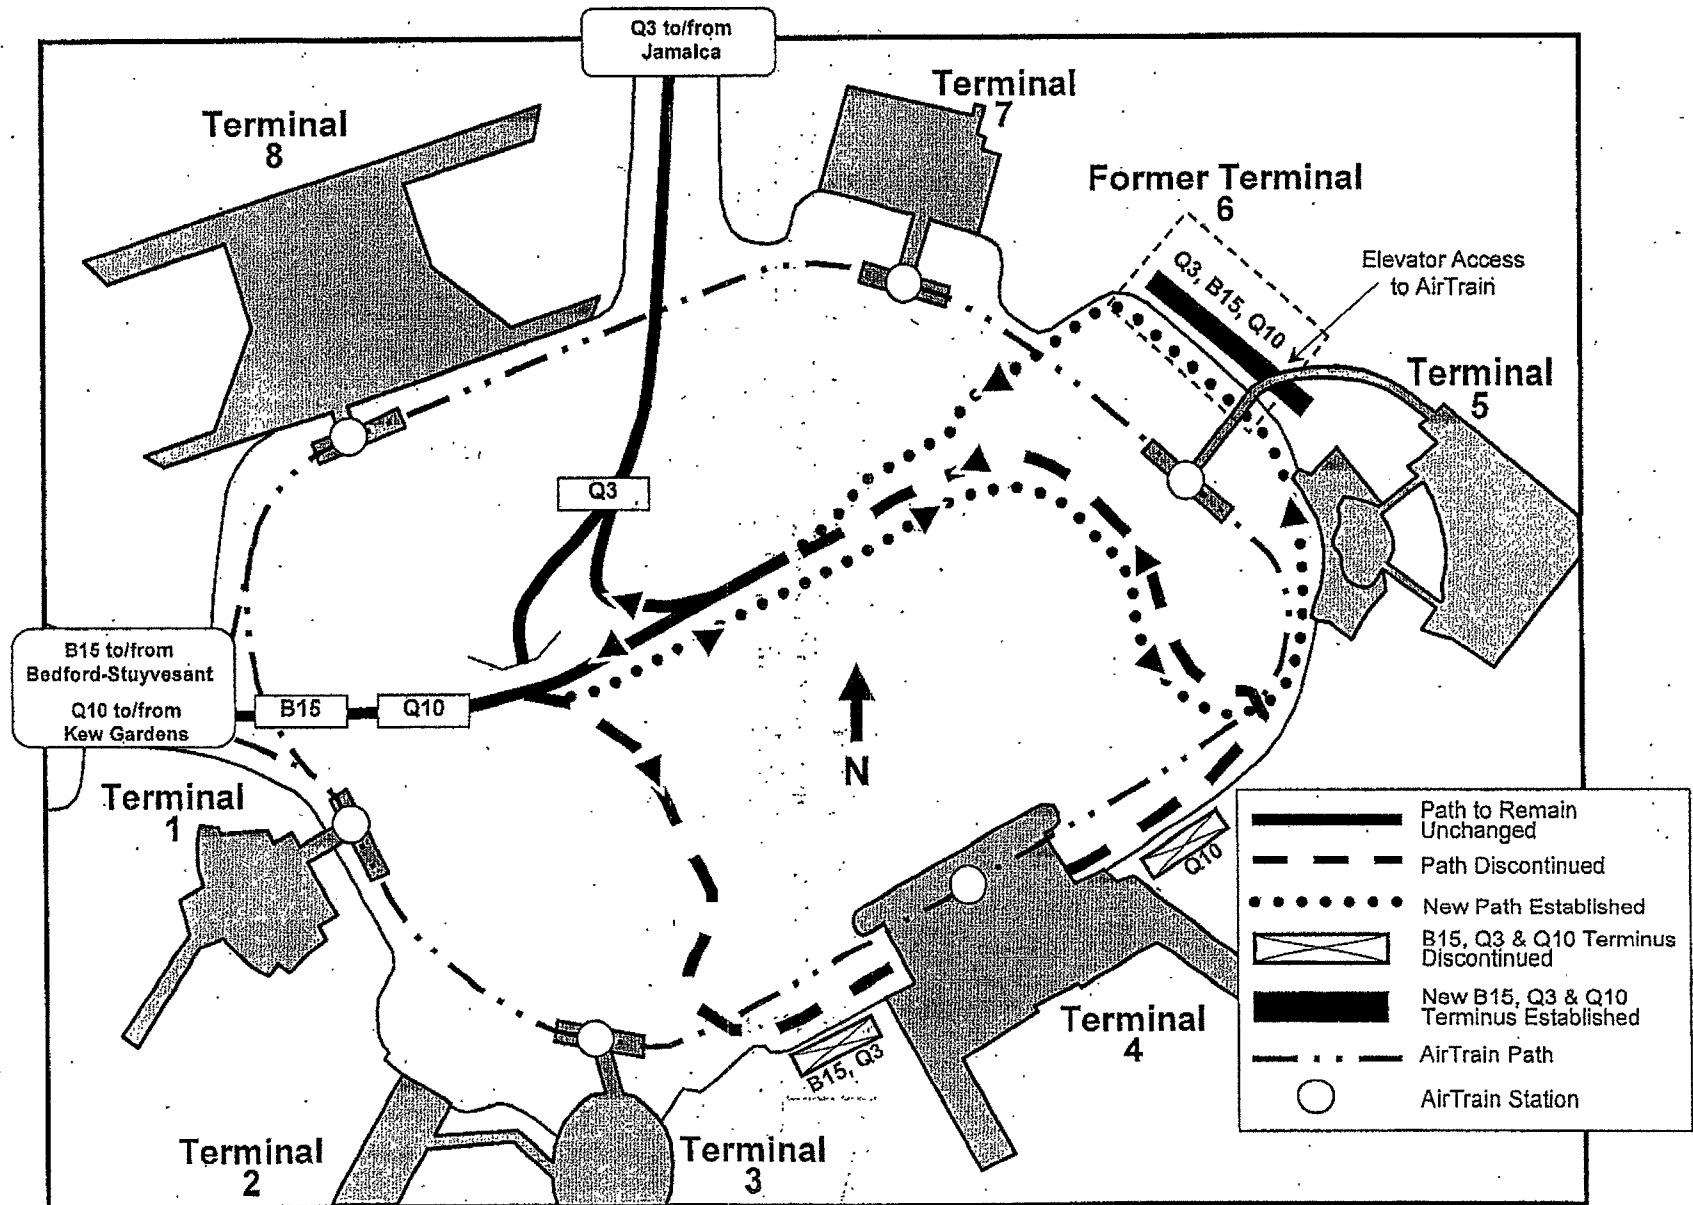 Q3 to/from
Jamaica
Terminal
8
Terminal
7
Former Terminal
6
Q3, B15, Q10
Elevator Access
to AirTrain
Terminal
5
Q3
B15 to/from
Bedford-Stuyvesant
Q10 to/from
Kew Gardens
B15
Q10
N
Terminal
1
Q10
B15, Q3
Terminal
4
Terminal
2
Terminal
3
Path to Remain
Unchanged
Path Discontinued
New Path Established
B15, Q3 & Q10 Terminus
Discontinued
New B15, Q3 & Q10
Terminus Established
AirTrain Path
AirTrain Station